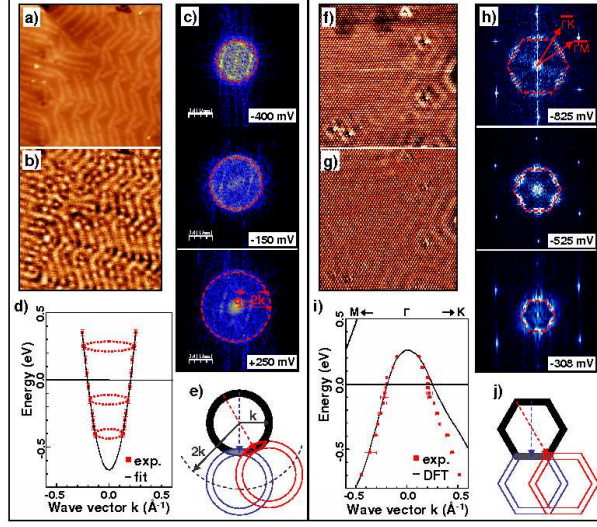 a)
b)
c)
-400 mV
-150 mV
2k
+250 mV
d)
0.5
0.0
-0.5
Energy (eV)
exp.
fit
-0.5 0.0 0.5
Wave vector k (Å⁻¹)
e)
k
2k
f)
g)
h)
ΓK
ΓM
-825 mV
-525 mV
-308 mV
i)
M Γ K
0.5
0.0
-0.5
Energy (eV)
exp.
DFT
-0.5 0.0 0.5
Wave vector k (Å⁻¹)
j)